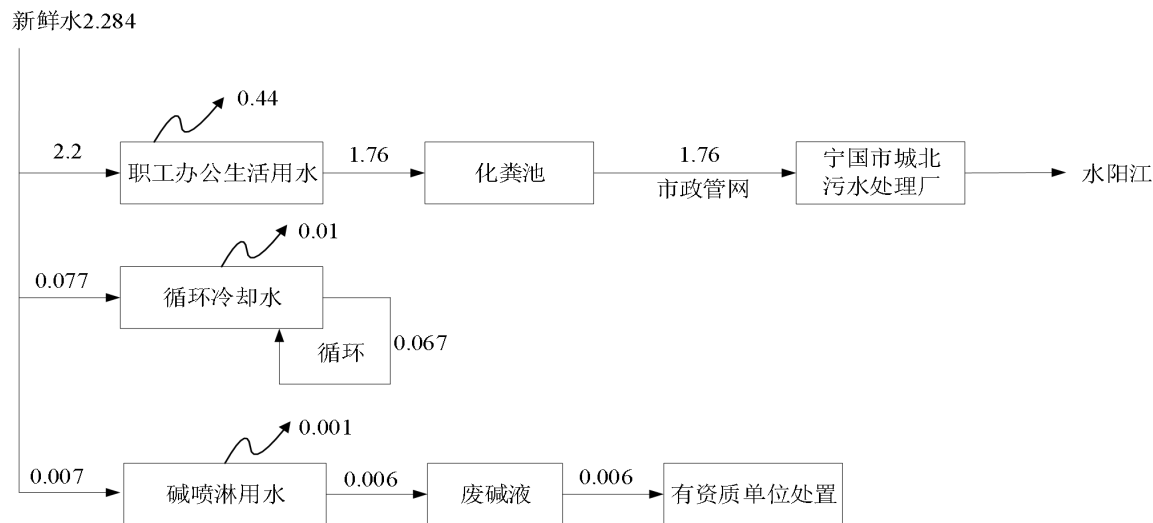 新鲜水2.284
0.44
2.2
职工办公生活用水
1.76
化粪池
1.76
市政管网
宁国市城北
污水处理厂
水阳江
0.01
0.077
循环冷却水
循环
0.067
0.001
0.007
碱喷淋用水
0.006
废碱液
0.006
有资质单位处置